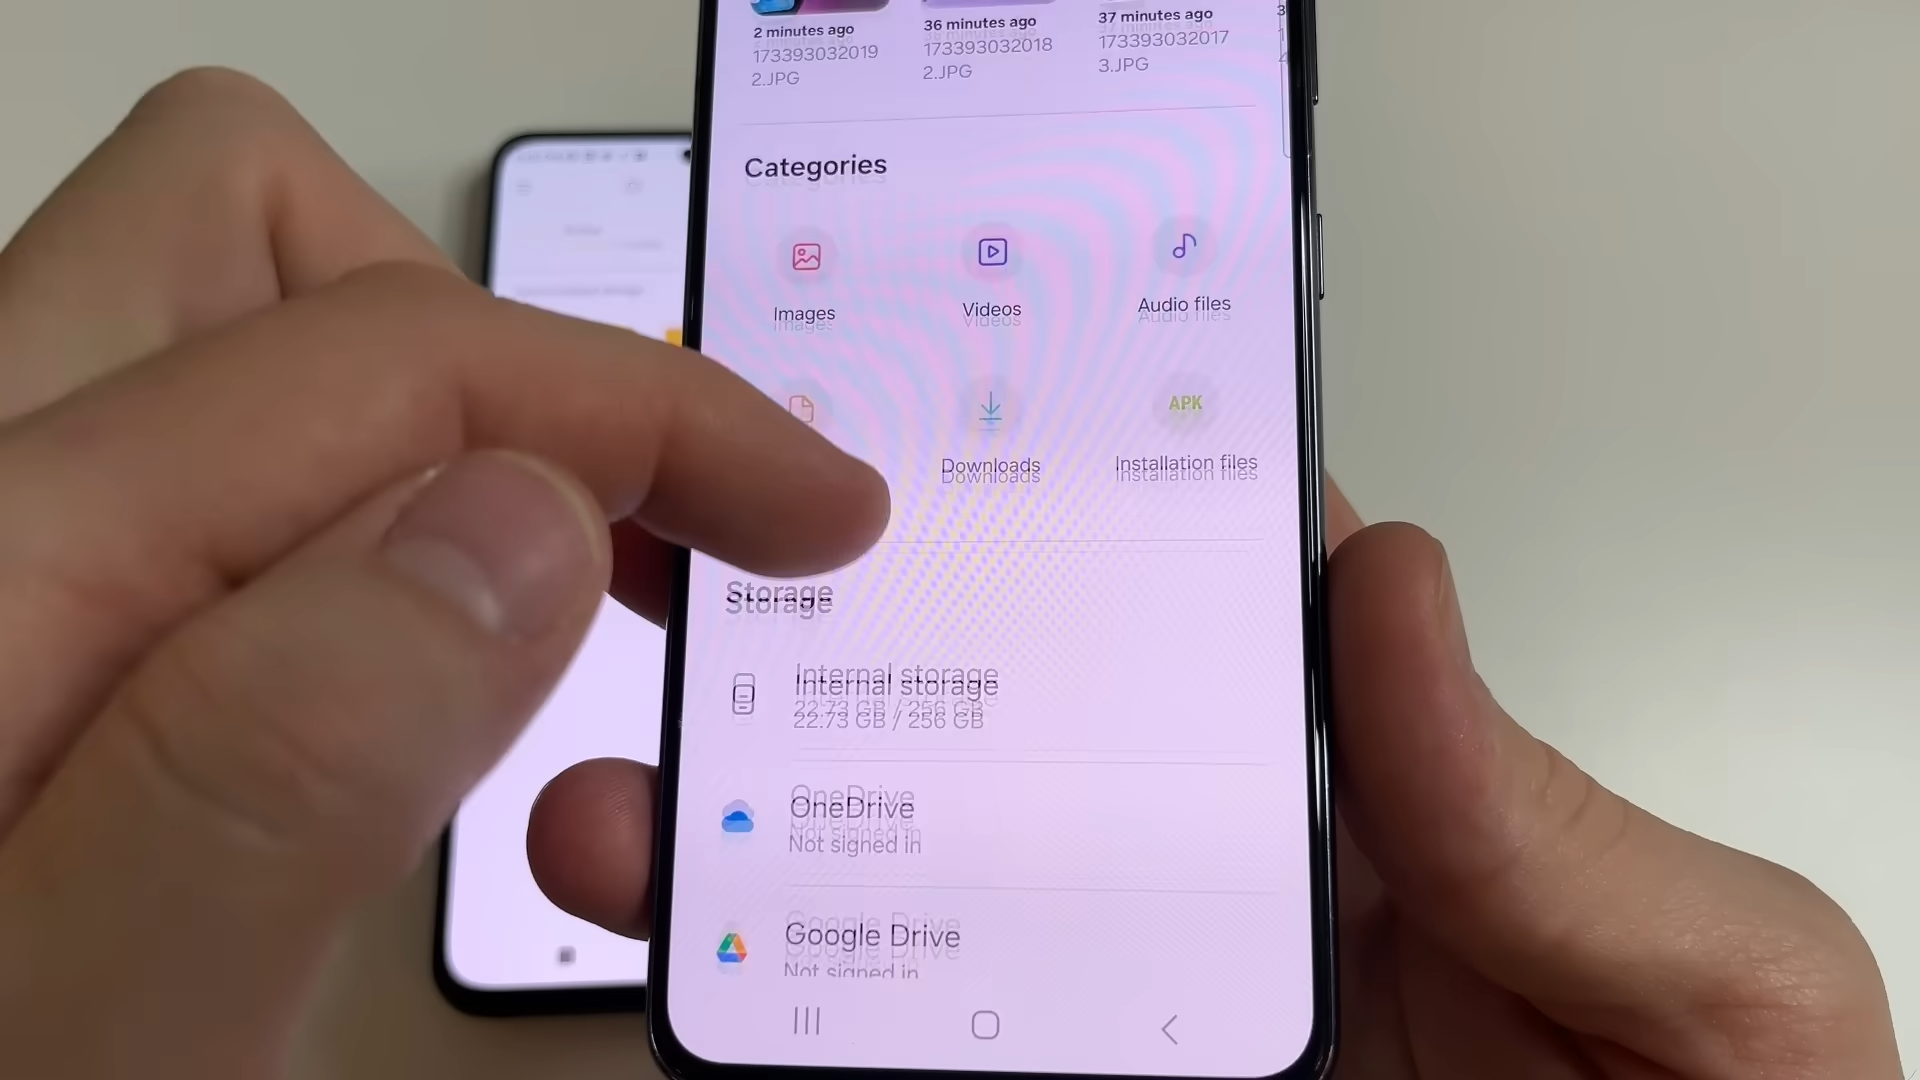 2 minutes ago
173393032019
2.JPG
36 minutes ago
173393032018
2.JPG
37 minutes ago
173393032017
3.JPG
Categories
Images
Videos
Audio files
APK
Downloads
Installation files
Storage
Internal storage
22.73 GB / 256 GB
OneDrive
Not signed in
Google Drive
Not signed in